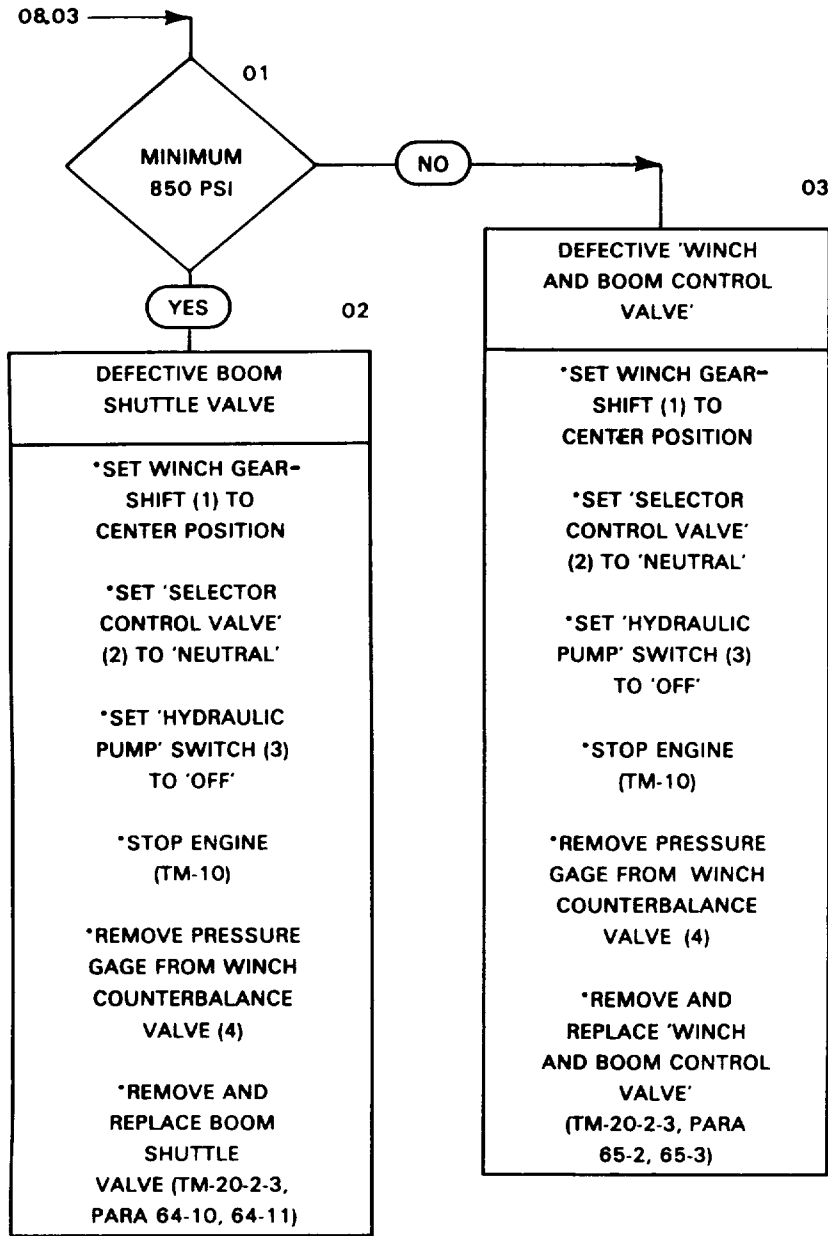 08.03
01
MINIMUM
850 PSI
NO
YES
02
DEFECTIVE BOOM
SHUTTLE VALVE
*SET WINCH GEAR-
SHIFT (1) TO
CENTER POSITION
*SET 'SELECTOR
CONTROL VALVE'
(2) TO 'NEUTRAL'
*SET 'HYDRAULIC
PUMP' SWITCH (3)
TO 'OFF'
*STOP ENGINE
(TM-10)
*REMOVE PRESSURE
GAGE FROM WINCH
COUNTERBALANCE
VALVE (4)
*REMOVE AND
REPLACE BOOM
SHUTTLE
VALVE (TM-20-2-3,
PARA 64-10, 64-11)
03
DEFECTIVE 'WINCH
AND BOOM CONTROL
VALVE'
*SET WINCH GEAR-
SHIFT (1) TO
CENTER POSITION
*SET 'SELECTOR
CONTROL VALVE'
(2) TO 'NEUTRAL'
*SET 'HYDRAULIC
PUMP' SWITCH (3)
TO 'OFF'
*STOP ENGINE
(TM-10)
*REMOVE PRESSURE
GAGE FROM WINCH
COUNTERBALANCE
VALVE (4)
*REMOVE AND
REPLACE 'WINCH
AND BOOM CONTROL
VALVE'
(TM-20-2-3, PARA
65-2, 65-3)